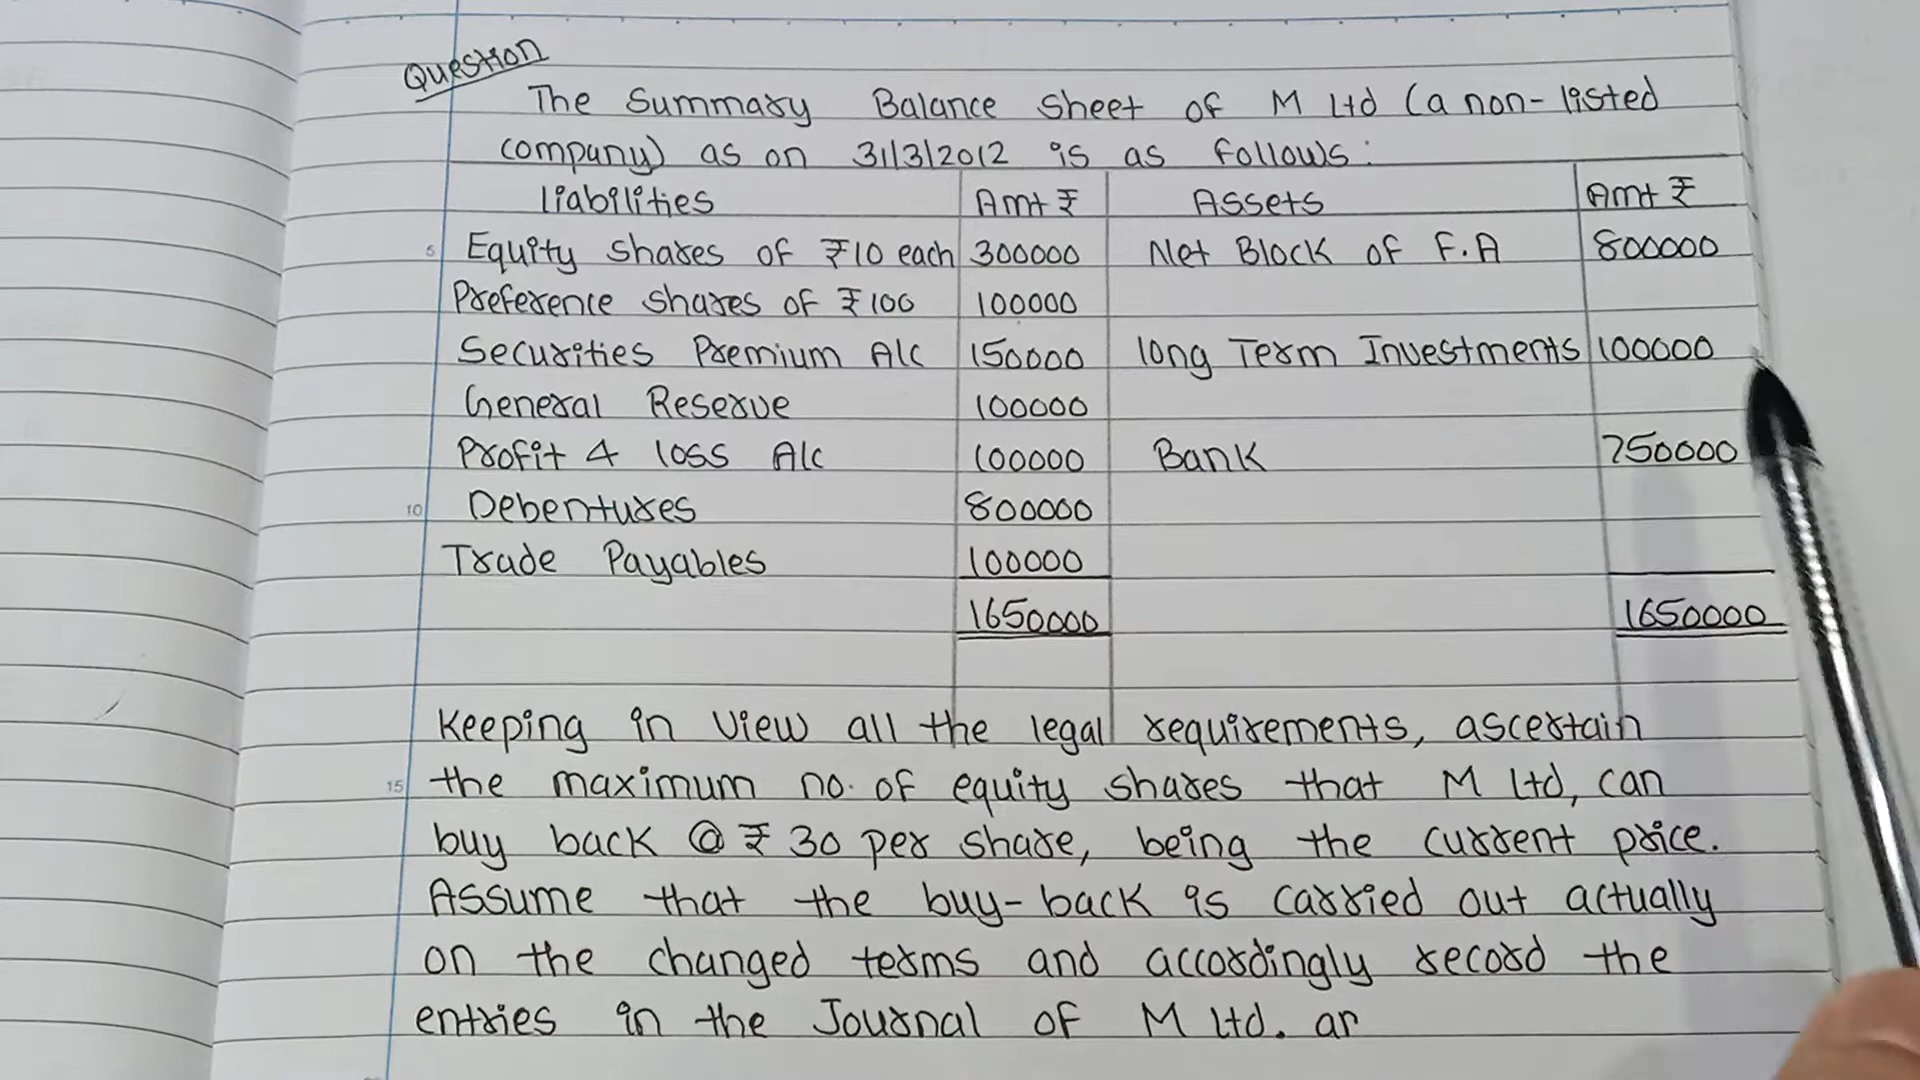 Question
The Summary Balance Sheet of M Ltd (a non-listed
company) as on 31/3/2012 is as follows:
Liabilities Amt ₹ Assets Amt ₹
5 Equity Shares of ₹10 each 300000 Net Block of F.A 800000
Preference Shares of ₹100 100000
Securities Premium A/c 150000 Long Term Investments 100000
General Reserve 100000
Profit & loss A/c 100000 Bank 750000
10 Debentures 800000
Trade Payables 100000
1650000 1650000
Keeping in view all the legal requirements, ascertain
15 the maximum no. of equity shares that M Ltd, can
buy back @ ₹ 30 per share, being the current price.
Assume that the buy-back is carried out actually
on the changed terms and accordingly record the
entries in the Journal of M Ltd. an